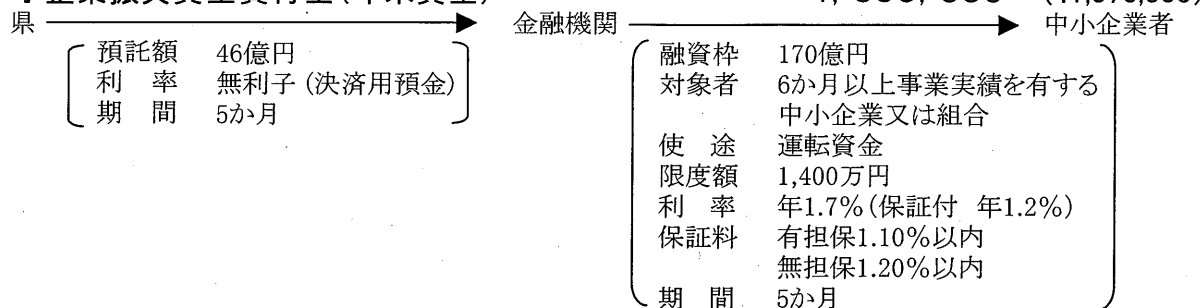 県 金融機関 中小企業者
預託額 46億円
利 率 無利子(決済用預金)
期 間 5か月
融資枠 170億円
対象者 6か月以上事業実績を有する
中小企業又は組合
使 途 運転資金
限度額 1,400万円
利 率 年1.7%(保証付 年1.2%)
保証料 有担保1.10%以内
無担保1.20%以内
期 間 5か月